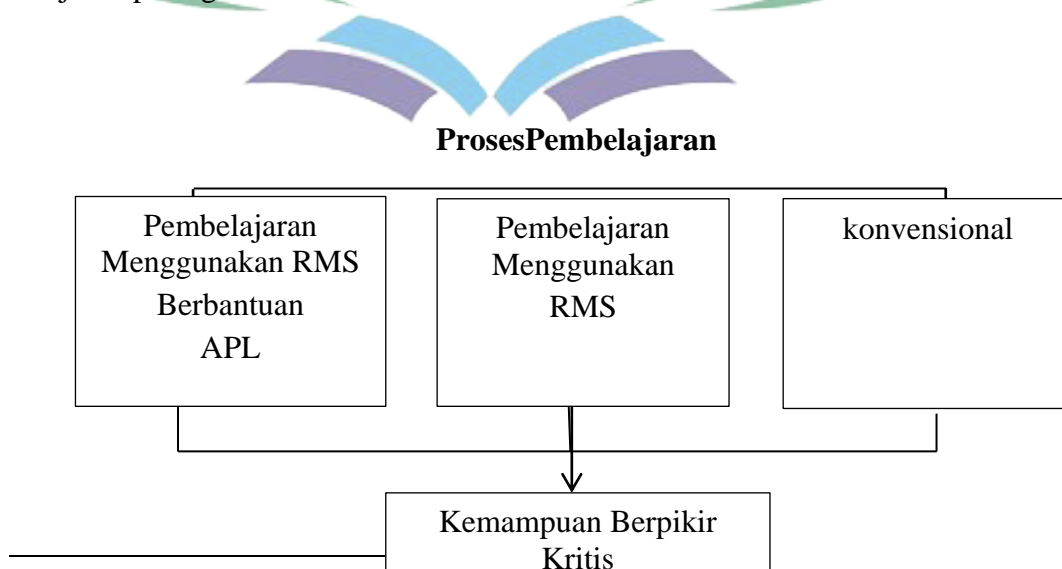 ProsesPembelajaran
Pembelajaran
Menggunakan RMS
Berbantuan
APL
Pembelajaran
Menggunakan
RMS
konvensional
Kemampuan Berpikir
Kritis